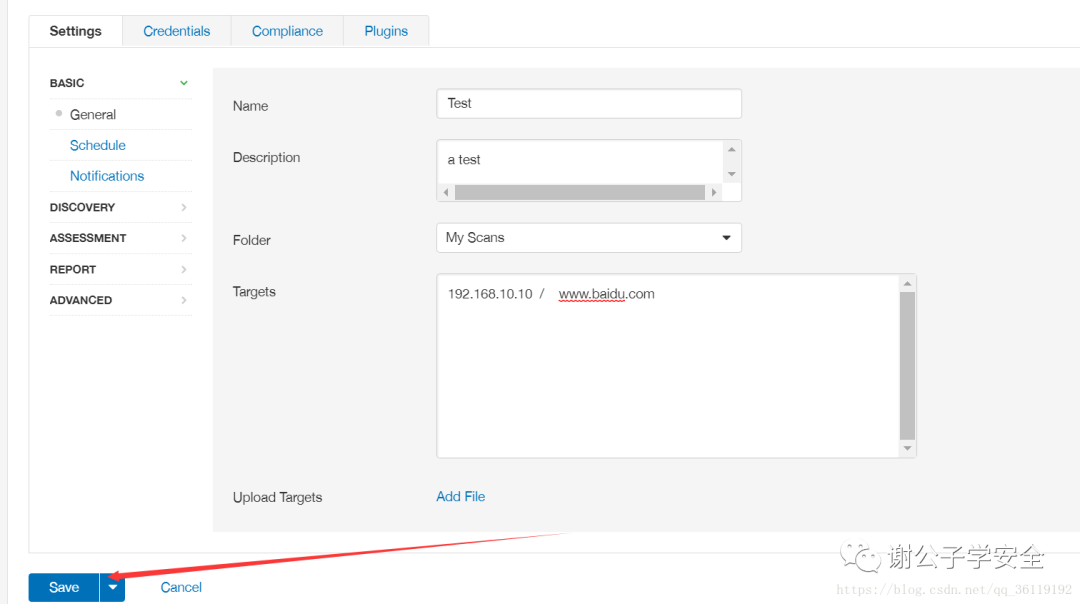 Settings Credentials Compliance Plugins
BASIC
General
Schedule
Notifications
DISCOVERY
ASSESSMENT
REPORT
ADVANCED
Name Test
Description a test
Folder My Scans
Targets 192.168.10.10 / www.baidu.com
Upload Targets Add File
Save Cancel
谢公子学安全
https://blog.csdn.net/qq_36119192